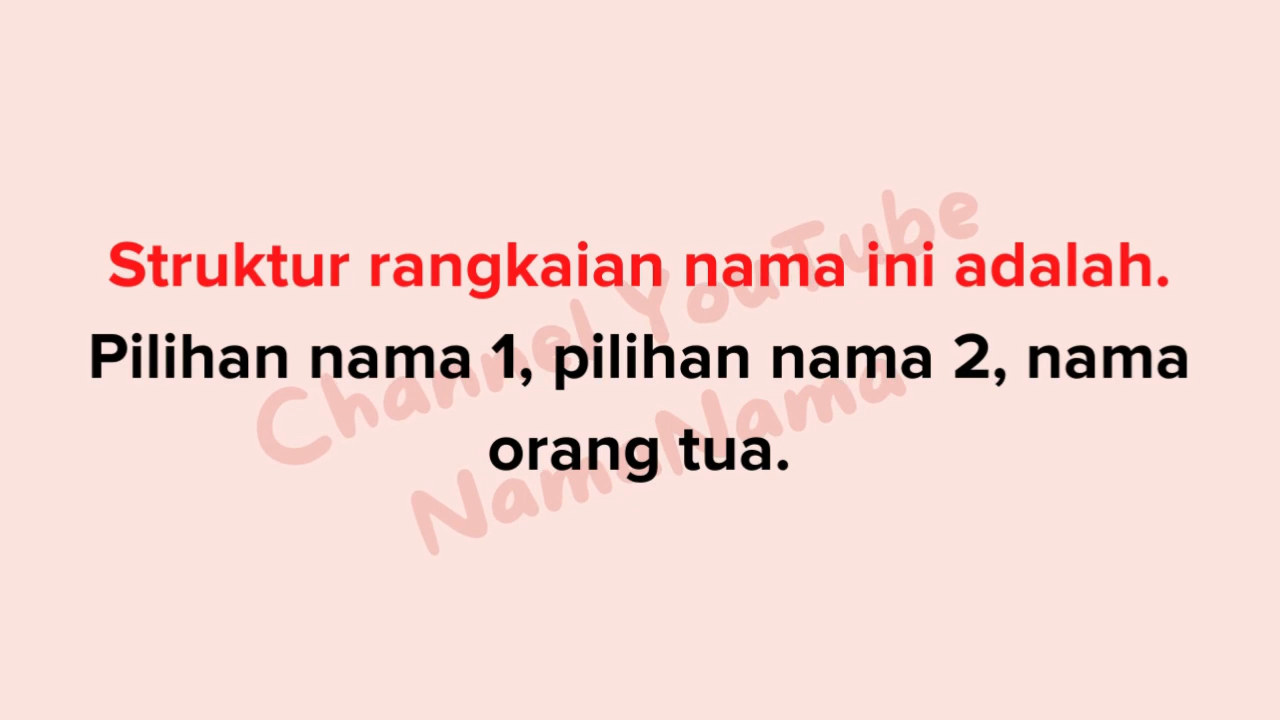 Struktur rangkaian nama ini adalah.
Pilihan nama 1, pilihan nama 2, nama
orang tua.
Channel YouTube
Nama Nama